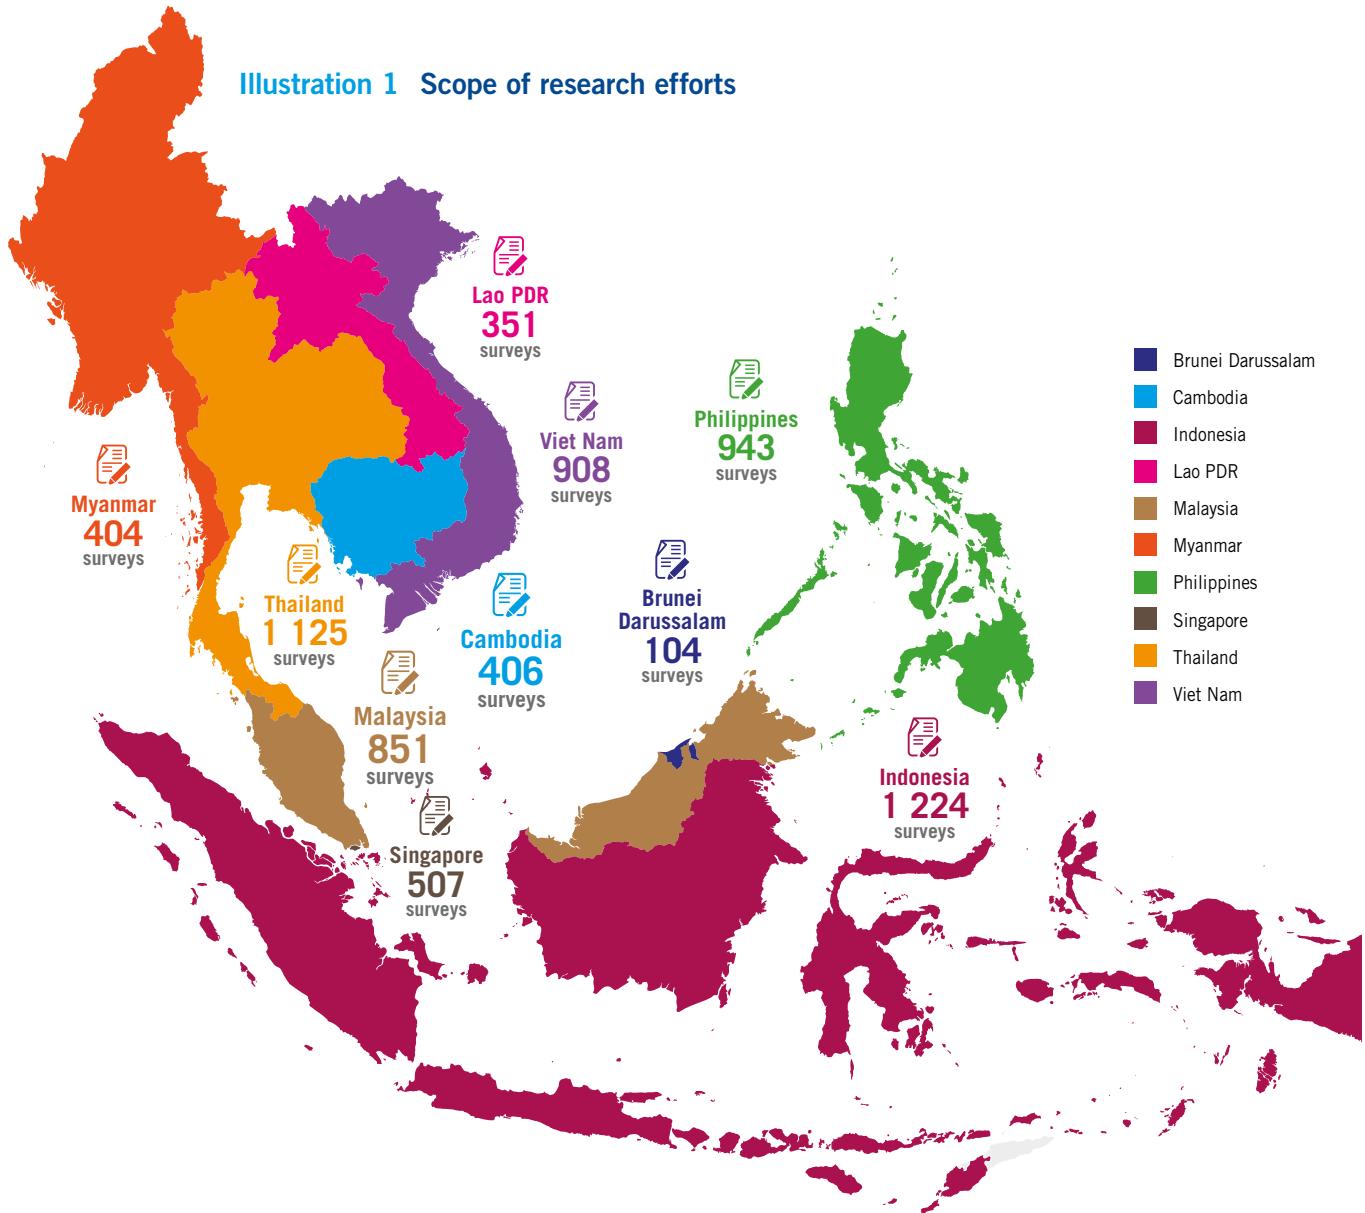 Illustration 1 Scope of research efforts
Lao PDR
351
surveys
Viet Nam
908
surveys
Philippines
943
surveys
Myanmar
404
surveys
Thailand
1 125
surveys
Cambodia
406
surveys
Brunei
Darussalam
104
surveys
Malaysia
851
surveys
Singapore
507
surveys
Indonesia
1 224
surveys
Brunei Darussalam
Cambodia
Indonesia
Lao PDR
Malaysia
Myanmar
Philippines
Singapore
Thailand
Viet Nam